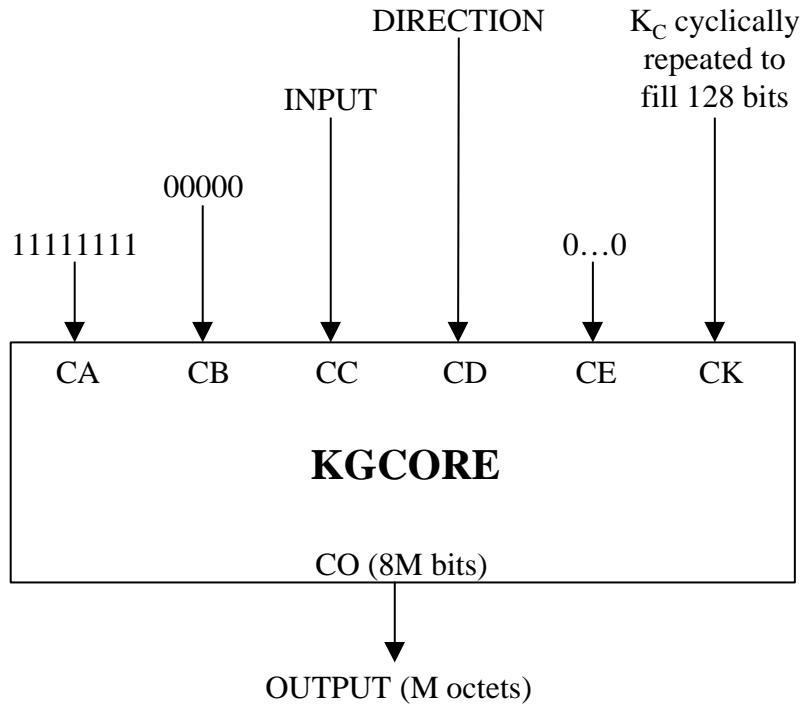 DIRECTION
K_C cyclically
repeated to
fill 128 bits
INPUT
00000
11111111
0…0
CA CB CC CD CE CK
KGCORE
CO (8M bits)
OUTPUT (M octets)